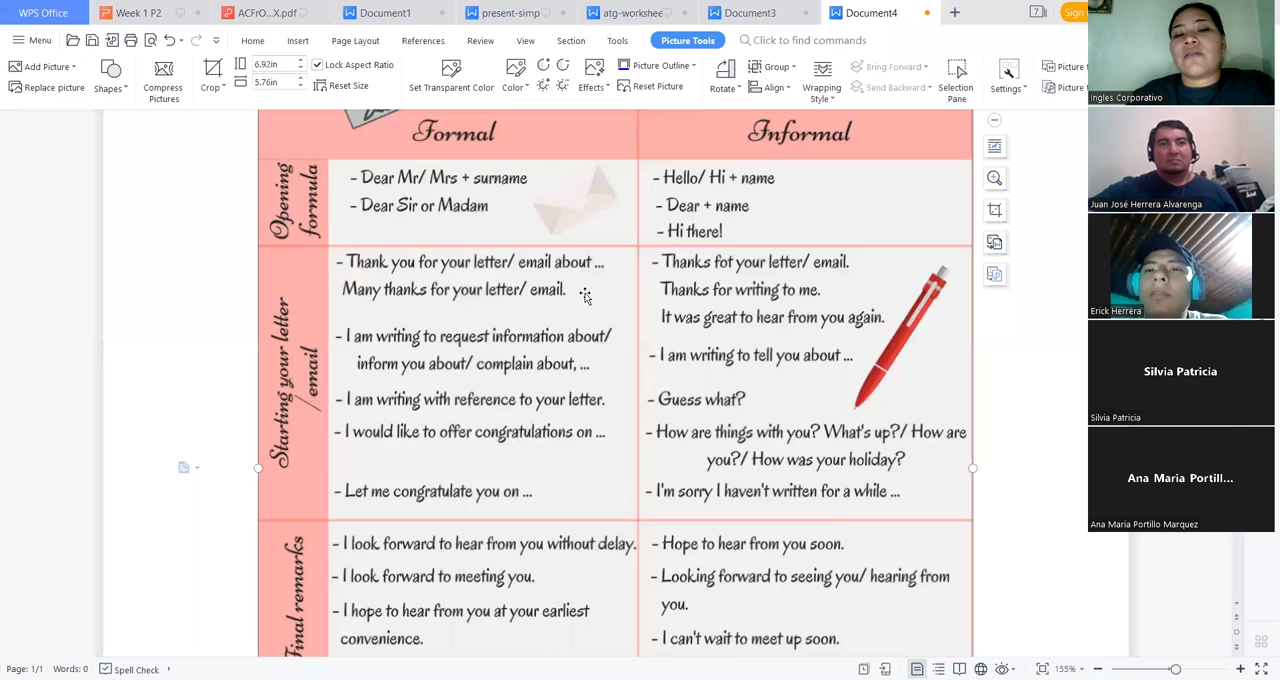 WPS Office
Week 1 P2
ACFrO...X.pdf
Document1
present-simp
atg-workshee
Document3
Document4
Sign
Menu
Home
Insert
Page Layout
References
Review
View
Section
Tools
Picture Tools
Click to find commands
Add Picture
Replace picture
Shapes
Compress
Pictures
Crop
6.92in
5.76in
Lock Aspect Ratio
Reset Size
Set Transparent Color
Color
Effects
Picture Outline
Reset Picture
Rotate
Group
Align
Wrapping
Style
Bring Forward
Send Backward
Selection
Pane
Settings
Picture
Picture
Formal
Informal
Opening
formula
- Dear Mr/ Mrs + surname
- Dear Sir or Madam
- Hello/ Hi + name
- Dear + name
- Hi there!
Starting your letter
/email
- Thank you for your letter/ email about ...
Many thanks for your letter/ email.
- I am writing to request information about/
inform you about/ complain about, ...
- I am writing with reference to your letter.
- I would like to offer congratulations on ...
- Let me congratulate you on ...
- Thanks fot your letter/ email.
Thanks for writing to me.
It was great to hear from you again.
- I am writing to tell you about ...
- Guess what?
- How are things with you? What's up?/ How are
you?/ How was your holiday?
- I'm sorry I haven't written for a while ...
Final remarks
- I look forward to hear from you without delay.
- I look forward to meeting you.
- I hope to hear from you at your earliest
convenience.
- Hope to hear from you soon.
- Looking forward to seeing you/ hearing from
you.
- I can't wait to meet up soon.
Ingles Corporativo
Juan José Herrera Alvarenga
Erick Herrera
Silvia Patricia
Silvia Patricia
Ana Maria Portill...
Ana Maria Portillo Marquez
Page: 1/1
Words: 0
Spell Check
155%